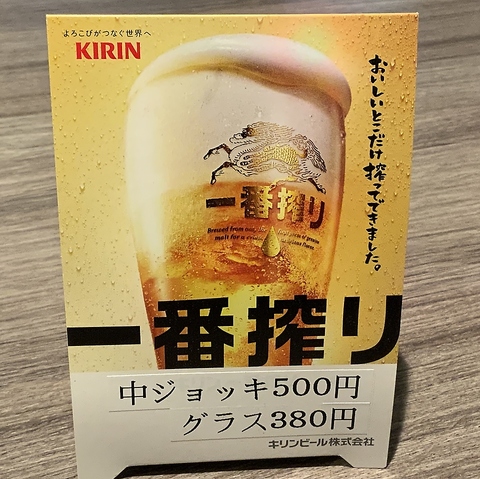 よろこびがつなぐ世界へ
KIRIN
おいしいとこだけ搾ってできました。
一番搾り
一番搾り
中ジョッキ500円
グラス380円
キリンビール株式会社